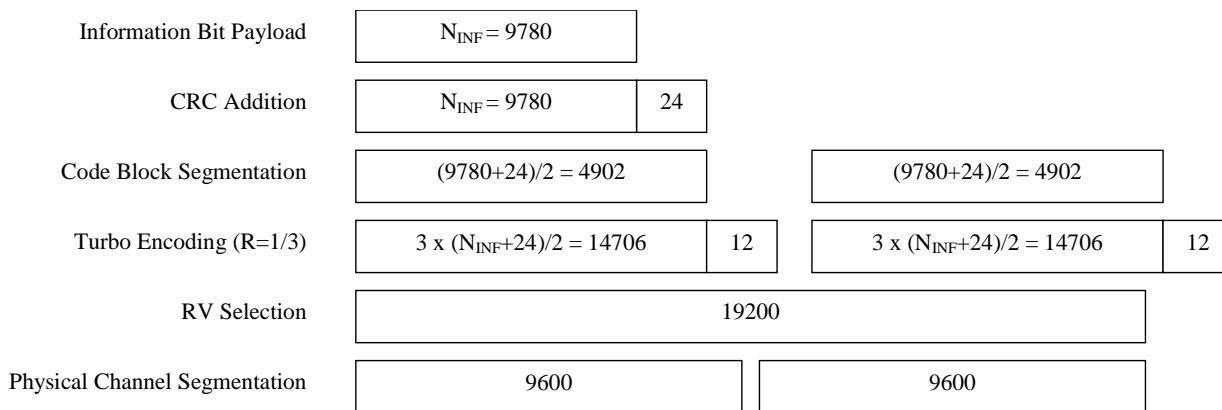 Information Bit Payload N_INF = 9780
CRC Addition N_INF = 9780 24
Code Block Segmentation (9780+24)/2 = 4902 (9780+24)/2 = 4902
Turbo Encoding (R=1/3) 3 x (N_INF+24)/2 = 14706 12 3 x (N_INF+24)/2 = 14706 12
RV Selection 19200
Physical Channel Segmentation 9600 9600